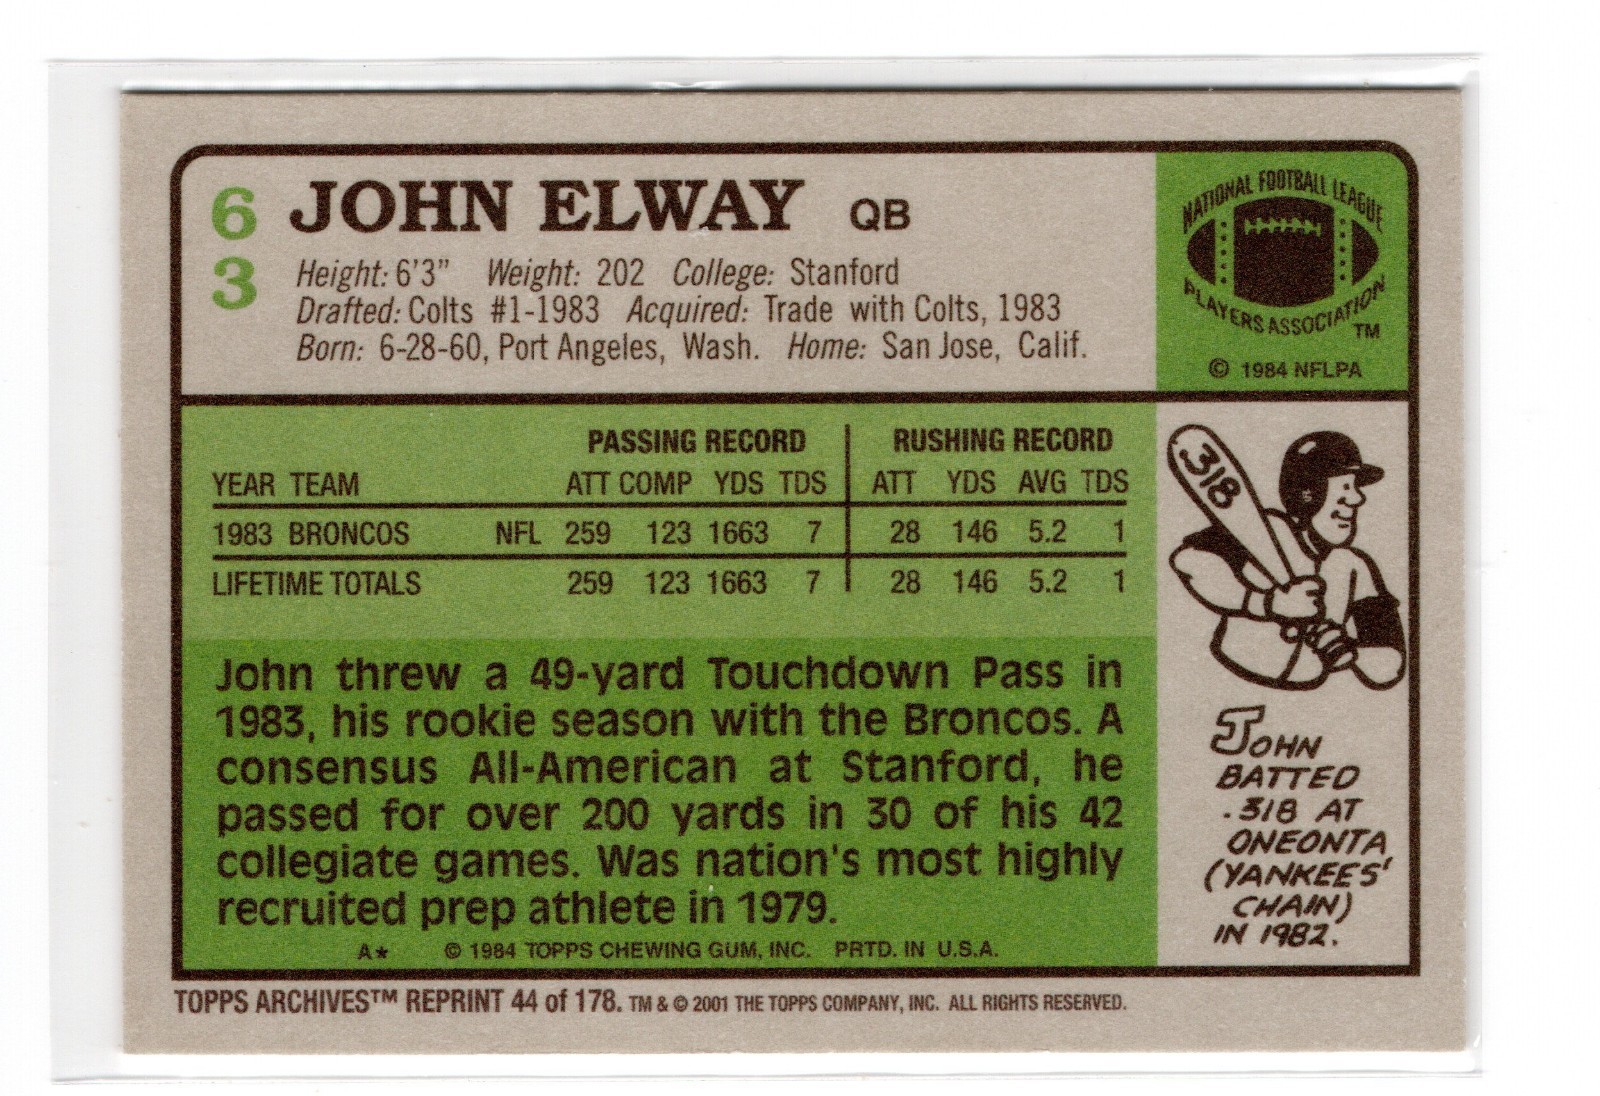 63
JOHN ELWAY QB
Height: 6'3" Weight: 202 College: Stanford
Drafted: Colts #1-1983 Acquired: Trade with Colts, 1983
Born: 6-28-60, Port Angeles, Wash. Home: San Jose, Calif.
NATIONAL FOOTBALL LEAGUE
PLAYERS ASSOCIATION TM
© 1984 NFLPA
PASSING RECORD RUSHING RECORD
YEAR TEAM ATT COMP YDS TDS ATT YDS AVG TDS
1983 BRONCOS NFL 259 123 1663 7 28 146 5.2 1
LIFETIME TOTALS 259 123 1663 7 28 146 5.2 1
John threw a 49-yard Touchdown Pass in
1983, his rookie season with the Broncos. A
consensus All-American at Stanford, he
passed for over 200 yards in 30 of his 42
collegiate games. Was nation's most highly
recruited prep athlete in 1979.
A★ © 1984 TOPPS CHEWING GUM, INC. PRTD. IN U.S.A.
.318
S
JOHN
BATTED
.318 AT
ONEONTA
(YANKEES'
CHAIN)
IN 1982.
TOPPS ARCHIVES™ REPRINT 44 of 178. TM & © 2001 THE TOPPS COMPANY, INC. ALL RIGHTS RESERVED.